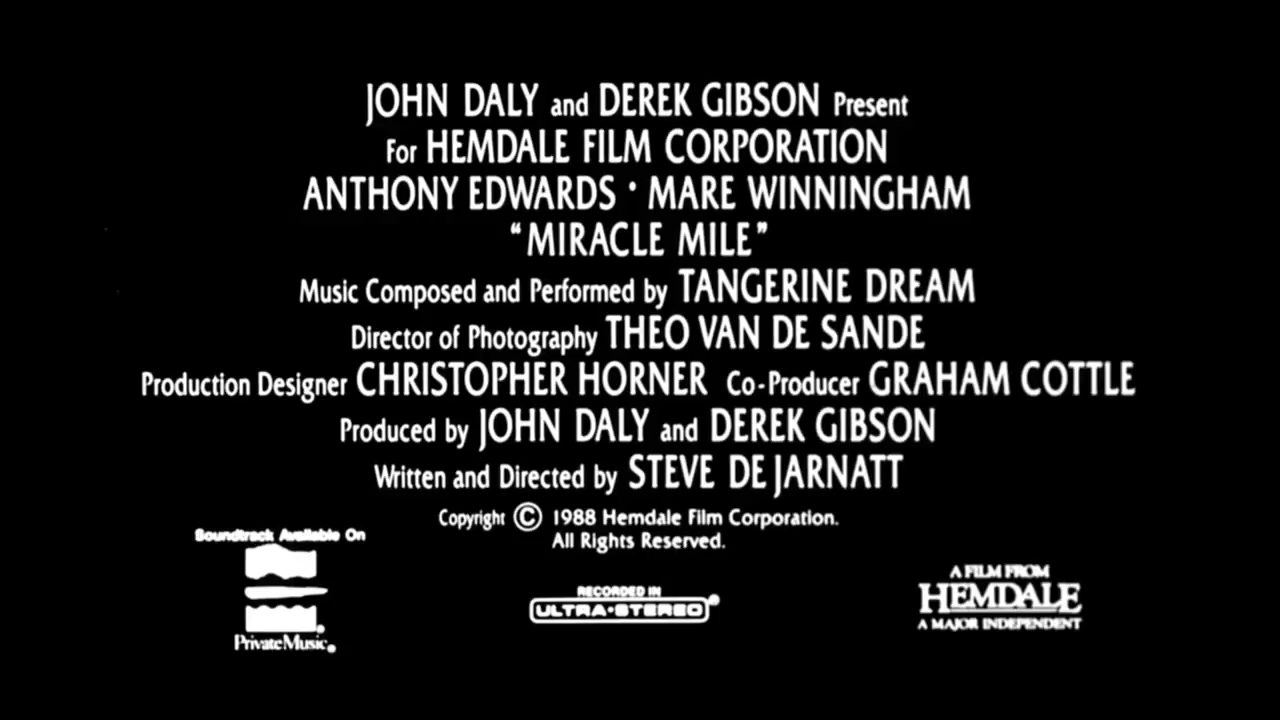 JOHN DALY and DEREK GIBSON Present
For HEMDALE FILM CORPORATION
ANTHONY EDWARDS · MARE WINNINGHAM
“MIRACLE MILE”
Music Composed and Performed by TANGERINE DREAM
Director of Photography THEO VAN DE SANDE
Production Designer CHRISTOPHER HORNER Co-Producer GRAHAM COTTLE
Produced by JOHN DALY and DEREK GIBSON
Written and Directed by STEVE DE JARNATT
Copyright © 1988 Hemdale Film Corporation.
All Rights Reserved.
Soundtrack Available On
Private Music
RECORDED IN
ULTRA·STEREO
A FILM FROM
HEMDALE
A MAJOR INDEPENDENT